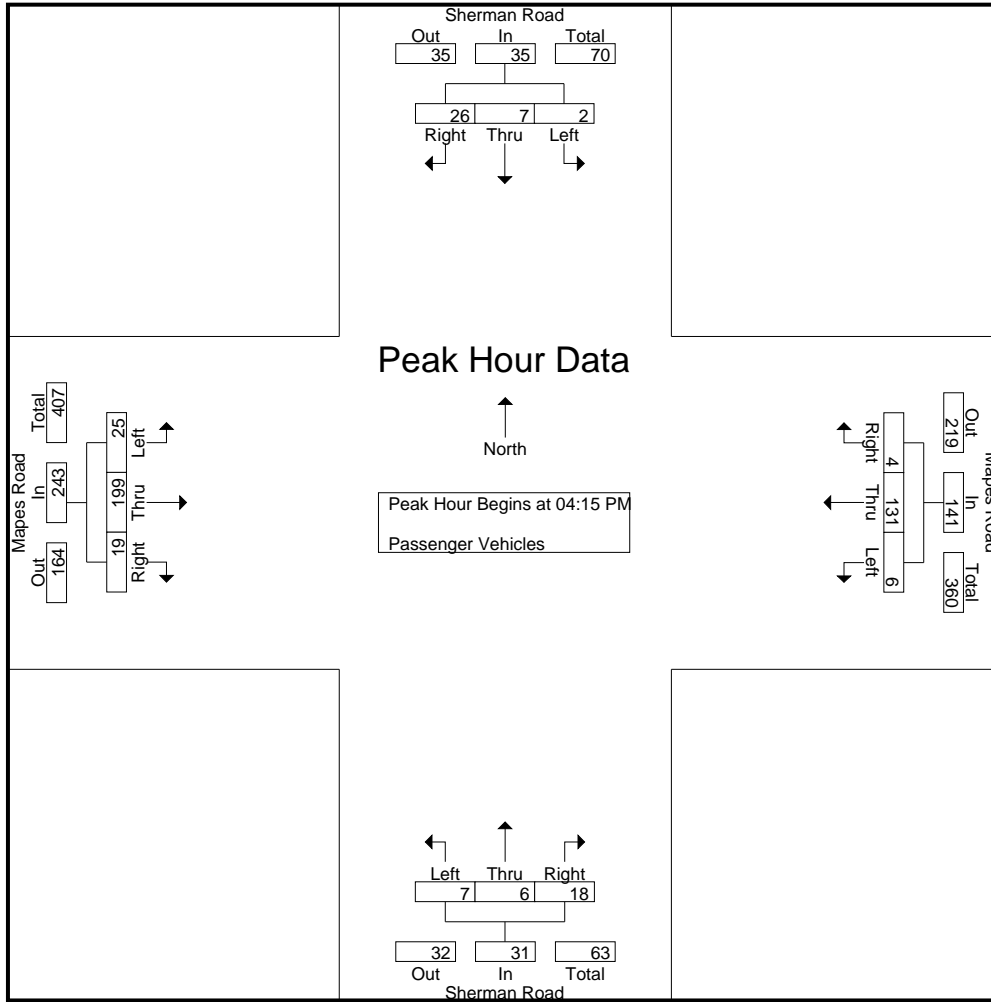 Sherman Road
Out In Total
35 35 70
26 7 2
Right Thru Left
Peak Hour Data
North
Peak Hour Begins at 04:15 PM
Passenger Vehicles
Mapes Road
Total In Out
407 243 164
25 199 19
Left Thru Right
Mapes Road
Out In Total
219 141 360
4 131 6
Right Thru Left
Left Thru Right
7 6 18
32 31 63
Out In Total
Sherman Road